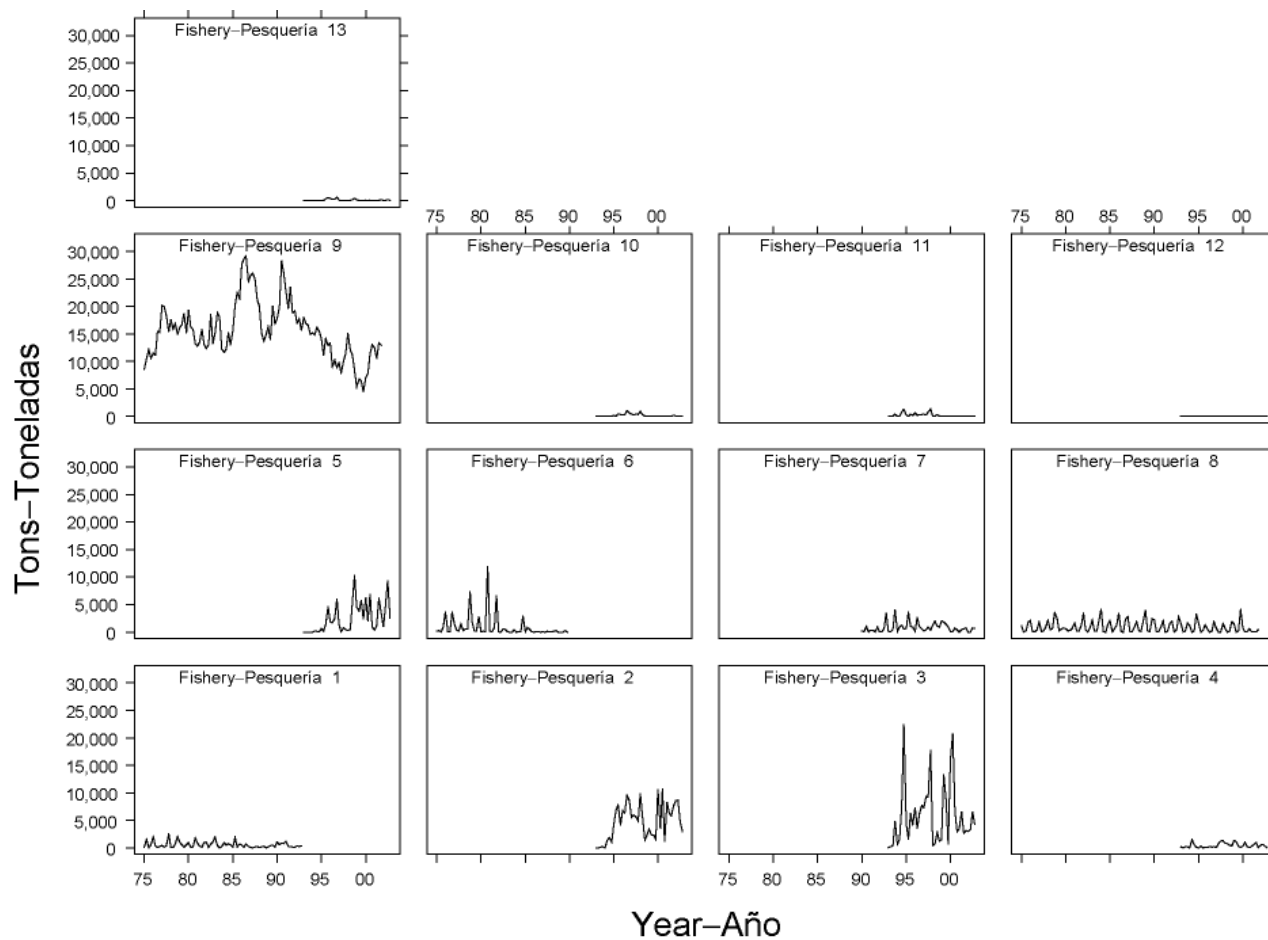 Fishery–Pesquería 13
30,000
25,000
20,000
15,000
10,000
5,000
0
75 80 85 90 95 00
75 80 85 90 95 00
Fishery–Pesquería 9
Fishery–Pesquería 10
Fishery–Pesquería 11
Fishery–Pesquería 12
30,000
25,000
20,000
15,000
10,000
5,000
0
Fishery–Pesquería 5
Fishery–Pesquería 6
Fishery–Pesquería 7
Fishery–Pesquería 8
30,000
25,000
20,000
15,000
10,000
5,000
0
Fishery–Pesquería 1
Fishery–Pesquería 2
Fishery–Pesquería 3
Fishery–Pesquería 4
30,000
25,000
20,000
15,000
10,000
5,000
0
75 80 85 90 95 00
75 80 85 90 95 00
Tons–Toneladas
Year–Año